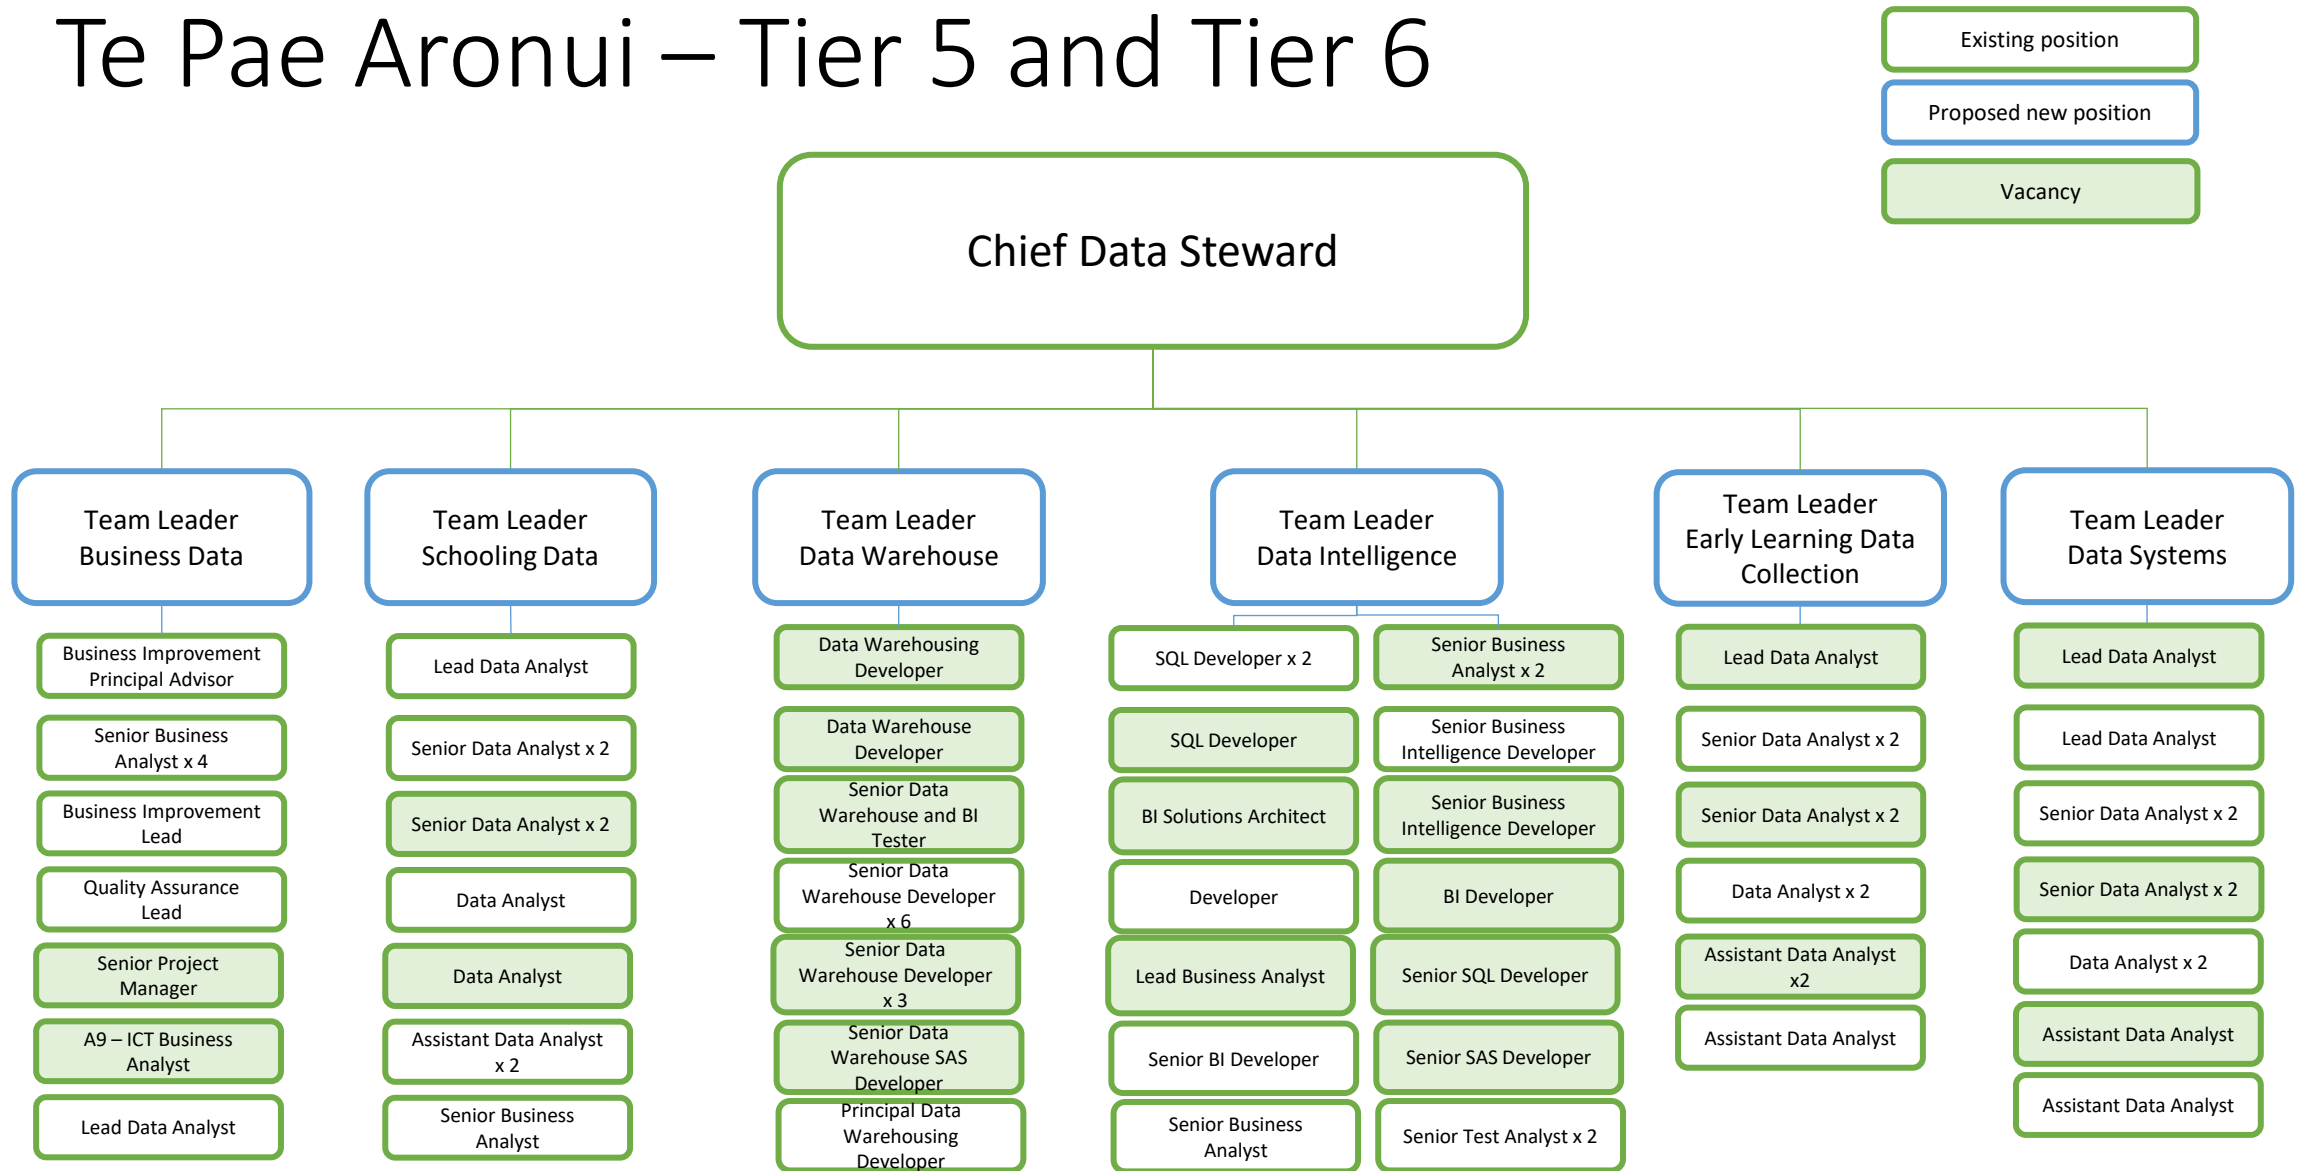 Te Pae Aronui – Tier 5 and Tier 6
Existing position
Proposed new position
Vacancy
Chief Data Steward
Team Leader
Business Data
Business Improvement
Principal Advisor
Senior Business
Analyst x 4
Business Improvement
Lead
Quality Assurance
Lead
Senior Project
Manager
A9 – ICT Business
Analyst
Lead Data Analyst
Team Leader
Schooling Data
Lead Data Analyst
Senior Data Analyst x 2
Senior Data Analyst x 2
Data Analyst
Data Analyst
Assistant Data Analyst
x 2
Senior Business
Analyst
Team Leader
Data Warehouse
Data Warehousing
Developer
Data Warehouse
Developer
Senior Data
Warehouse and BI
Tester
Senior Data
Warehouse Developer
x 6
Senior Data
Warehouse Developer
x 3
Senior Data
Warehouse SAS
Developer
Principal Data
Warehousing
Developer
Team Leader
Data Intelligence
SQL Developer x 2
SQL Developer
BI Solutions Architect
Developer
Lead Business Analyst
Senior BI Developer
Senior Business
Analyst
Senior Business
Analyst x 2
Senior Business
Intelligence Developer
Senior Business
Intelligence Developer
BI Developer
Senior SQL Developer
Senior SAS Developer
Senior Test Analyst x 2
Team Leader
Early Learning Data
Collection
Lead Data Analyst
Senior Data Analyst x 2
Senior Data Analyst x 2
Data Analyst x 2
Assistant Data Analyst
x2
Assistant Data Analyst
Team Leader
Data Systems
Lead Data Analyst
Lead Data Analyst
Senior Data Analyst x 2
Senior Data Analyst x 2
Data Analyst x 2
Assistant Data Analyst
Assistant Data Analyst